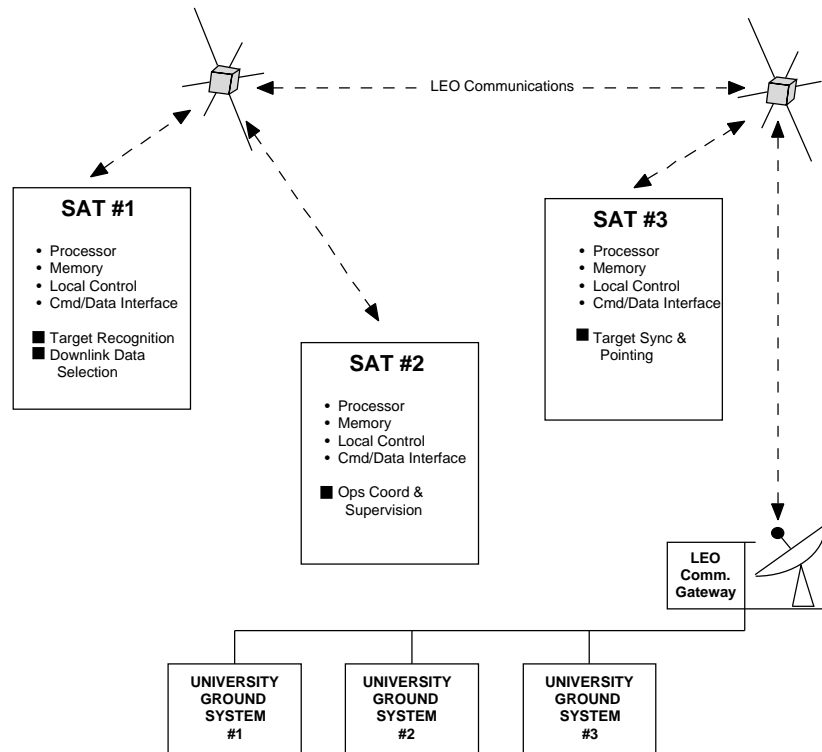 LEO Communications
SAT #1
• Processor
• Memory
• Local Control
• Cmd/Data Interface
■ Target Recognition
■ Downlink Data
Selection
SAT #2
• Processor
• Memory
• Local Control
• Cmd/Data Interface
■ Ops Coord &
Supervision
SAT #3
• Processor
• Memory
• Local Control
• Cmd/Data Interface
■ Target Sync &
Pointing
LEO
Comm.
Gateway
UNIVERSITY
GROUND
SYSTEM
#1
UNIVERSITY
GROUND
SYSTEM
#2
UNIVERSITY
GROUND
SYSTEM
#3